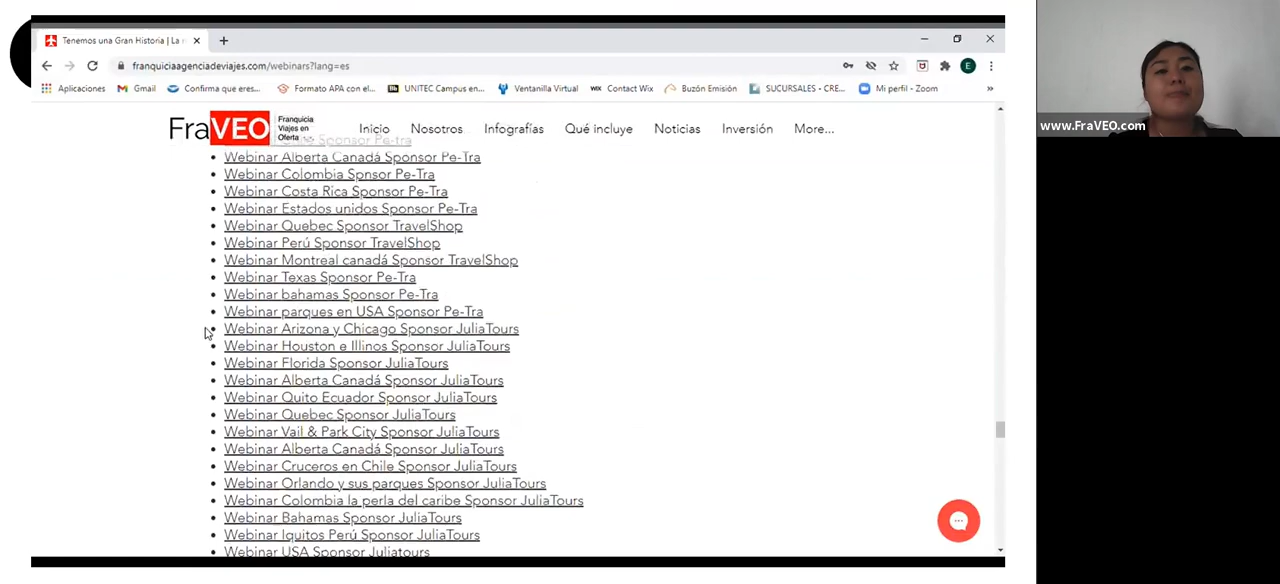 Tenemos una Gran Historia | La
franquiciaagenciadeviajes.com/webinars?lang=es
E
Aplicaciones
Gmail
Confirma que eres...
Formato APA con el...
UNITEC Campus en...
Ventanilla Virtual
WIX Contact Wix
Buzón Emisión
SUCURSALES - CRE...
Mi perfil - Zoom
»
FraVEO
Franquicia
Viajes en
Oferta
Inicio
Nosotros
Infografías
Qué incluye
Noticias
Inversión
More...
Sponsor Pe-tra
Webinar Alberta Canadá Sponsor Pe-Tra
Webinar Colombia Spnsor Pe-Tra
Webinar Costa Rica Sponsor Pe-Tra
Webinar Estados unidos Sponsor Pe-Tra
Webinar Quebec Sponsor TravelShop
Webinar Perú Sponsor TravelShop
Webinar Montreal canadá Sponsor TravelShop
Webinar Texas Sponsor Pe-Tra
Webinar bahamas Sponsor Pe-Tra
Webinar parques en USA Sponsor Pe-Tra
Webinar Arizona y Chicago Sponsor JuliaTours
Webinar Houston e Illinos Sponsor JuliaTours
Webinar Florida Sponsor JuliaTours
Webinar Alberta Canadá Sponsor JuliaTours
Webinar Quito Ecuador Sponsor JuliaTours
Webinar Quebec Sponsor JuliaTours
Webinar Vail & Park City Sponsor JuliaTours
Webinar Alberta Canadá Sponsor JuliaTours
Webinar Cruceros en Chile Sponsor JuliaTours
Webinar Orlando y sus parques Sponsor JuliaTours
Webinar Colombia la perla del caribe Sponsor JuliaTours
Webinar Bahamas Sponsor JuliaTours
Webinar Iquitos Perú Sponsor JuliaTours
Webinar USA Sponsor Juliatours
www.FraVEO.com